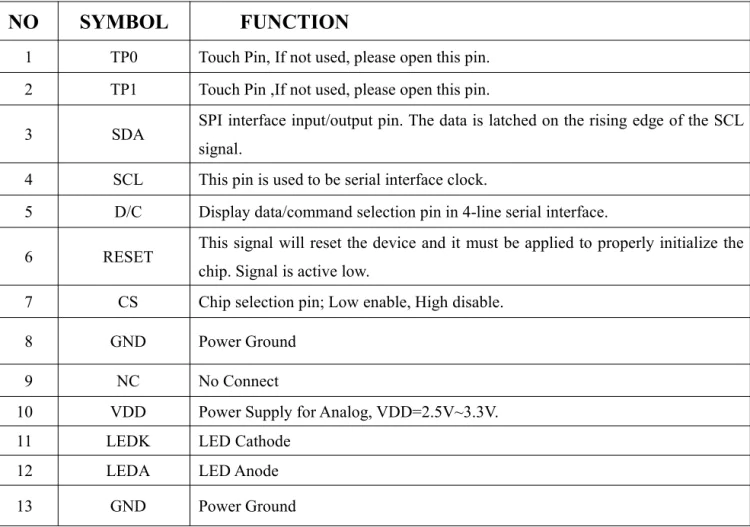 NO SYMBOL FUNCTION
1 TP0 Touch Pin, If not used, please open this pin.
2 TP1 Touch Pin ,If not used, please open this pin.
3 SDA SPI interface input/output pin. The data is latched on the rising edge of the SCL
signal.
4 SCL This pin is used to be serial interface clock.
5 D/C Display data/command selection pin in 4-line serial interface.
6 RESET This signal will reset the device and it must be applied to properly initialize the
chip. Signal is active low.
7 CS Chip selection pin; Low enable, High disable.
8 GND Power Ground
9 NC No Connect
10 VDD Power Supply for Analog, VDD=2.5V~3.3V.
11 LEDK LED Cathode
12 LEDA LED Anode
13 GND Power Ground